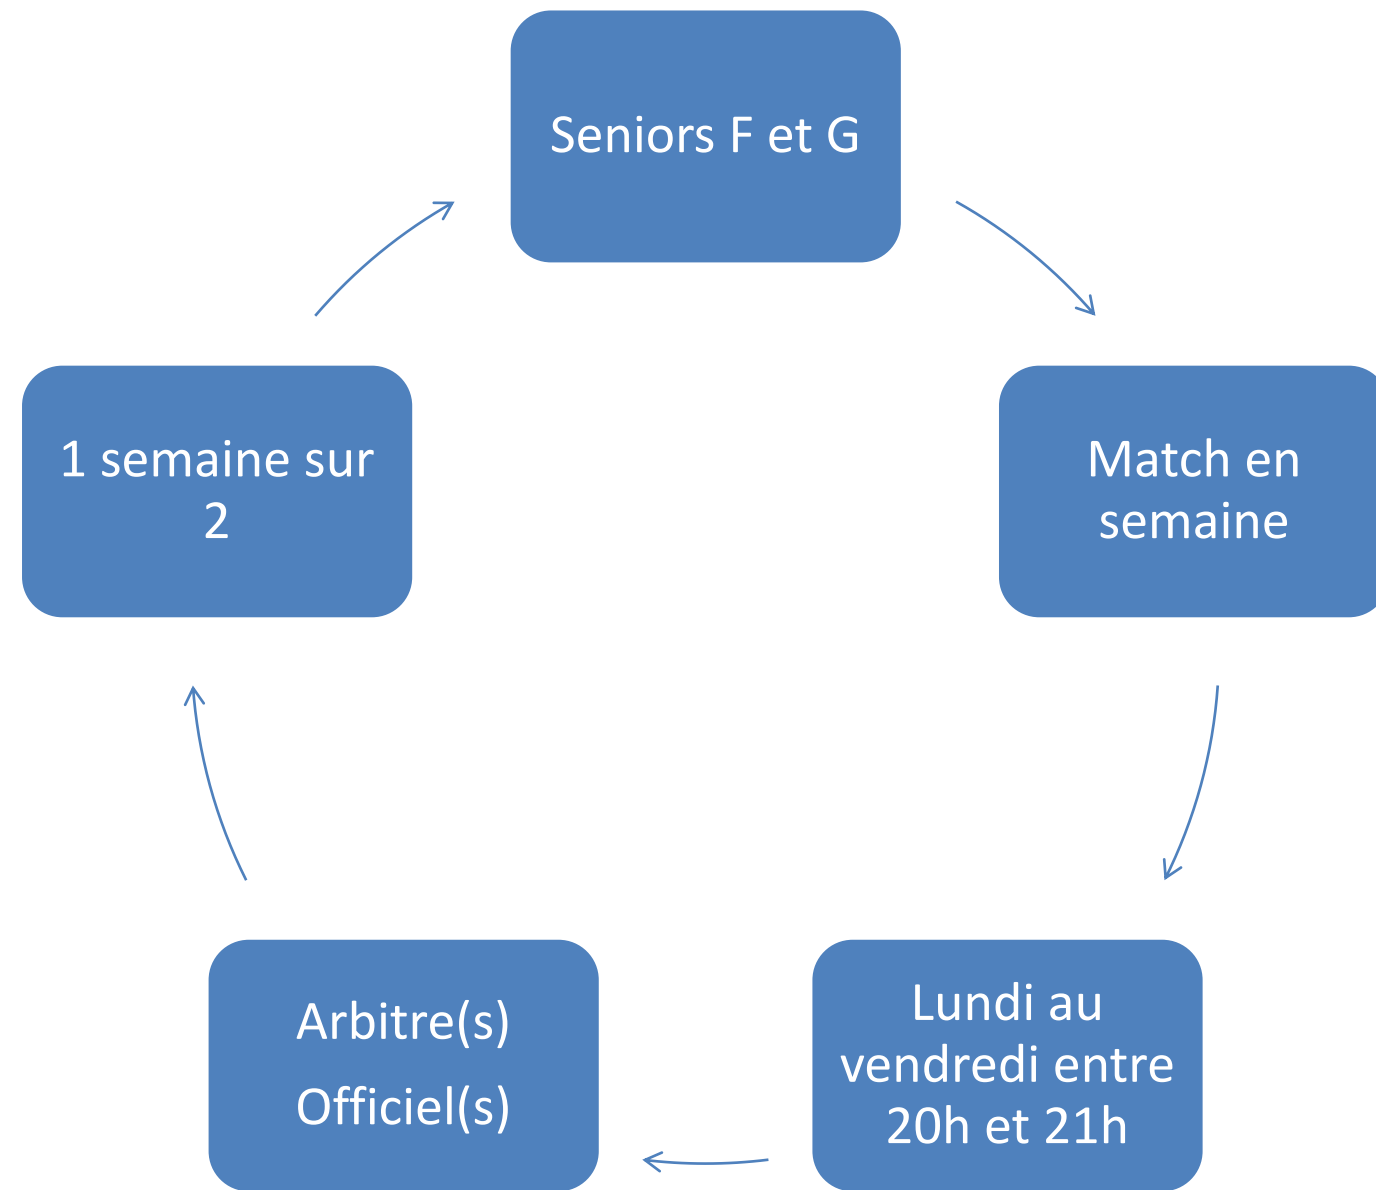 Seniors F et G
Match en
semaine
Lundi au
vendredi entre
20h et 21h
Arbitre(s)
Officiel(s)
1 semaine sur
2